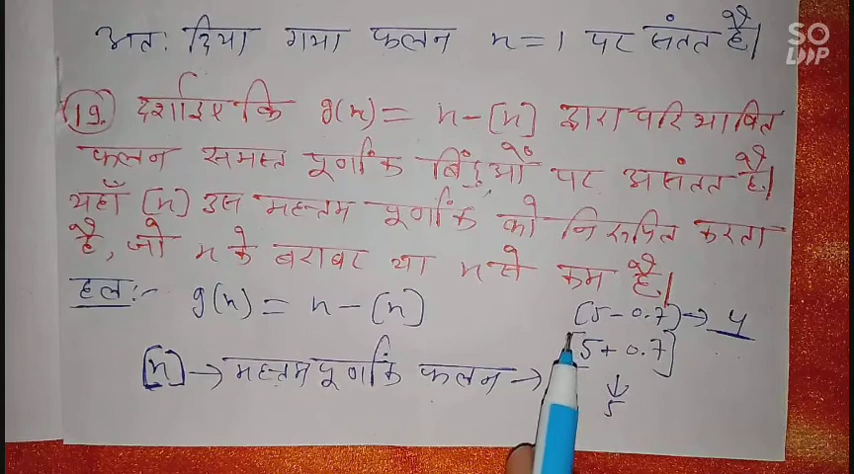 अतः दिया गया फलन x = 1 पर संतत है।
SO LOOP
19. दर्शाइए कि g(x) = x - [x] द्वारा परिभाषित
फलन समस्त पूर्णांक बिंदुओं पर असंतत है।
यहाँ [x] उस महत्तम पूर्णांक को निरूपित करता
है, जो x के बराबर या x से कम है।
हलः- g(x) = x - [x]
[5 - 0.7] → 4
[5 + 0.7]
[x] → महत्तम पूर्णांक फलन →
↓
5